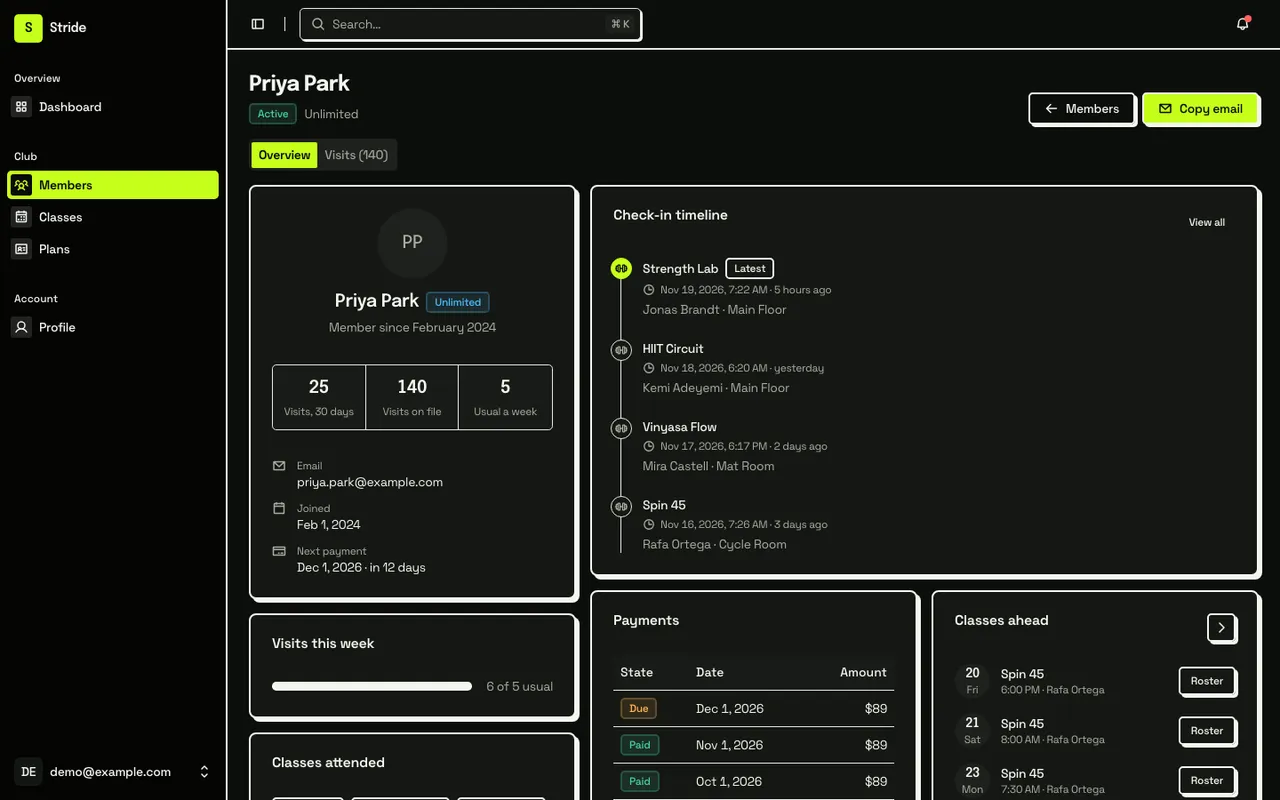 S Stride
Search... ⌘ K
Overview
Dashboard
Club
Members
Classes
Plans
Account
Profile
DE demo@example.com
Priya Park
Active Unlimited
Members
Copy email
Overview Visits (140)
PP
Priya Park Unlimited
Member since February 2024
25 140 5
Visits, 30 days Visits on file Usual a week
Email
priya.park@example.com
Joined
Feb 1, 2024
Next payment
Dec 1, 2026 · in 12 days
Visits this week
6 of 5 usual
Classes attended
Check-in timeline
View all
Strength Lab Latest
Nov 19, 2026, 7:22 AM · 5 hours ago
Jonas Brandt · Main Floor
HIIT Circuit
Nov 18, 2026, 6:20 AM · yesterday
Kemi Adeyemi · Main Floor
Vinyasa Flow
Nov 17, 2026, 6:17 PM · 2 days ago
Mira Castell · Mat Room
Spin 45
Nov 16, 2026, 7:26 AM · 3 days ago
Rafa Ortega · Cycle Room
Payments
State Date Amount
Due Dec 1, 2026 $89
Paid Nov 1, 2026 $89
Paid Oct 1, 2026 $89
Classes ahead
20 Spin 45
Fri 6:00 PM · Rafa Ortega
Roster
21 Spin 45
Sat 8:00 AM · Rafa Ortega
Roster
23 Spin 45
Mon 7:30 AM · Rafa Ortega
Roster